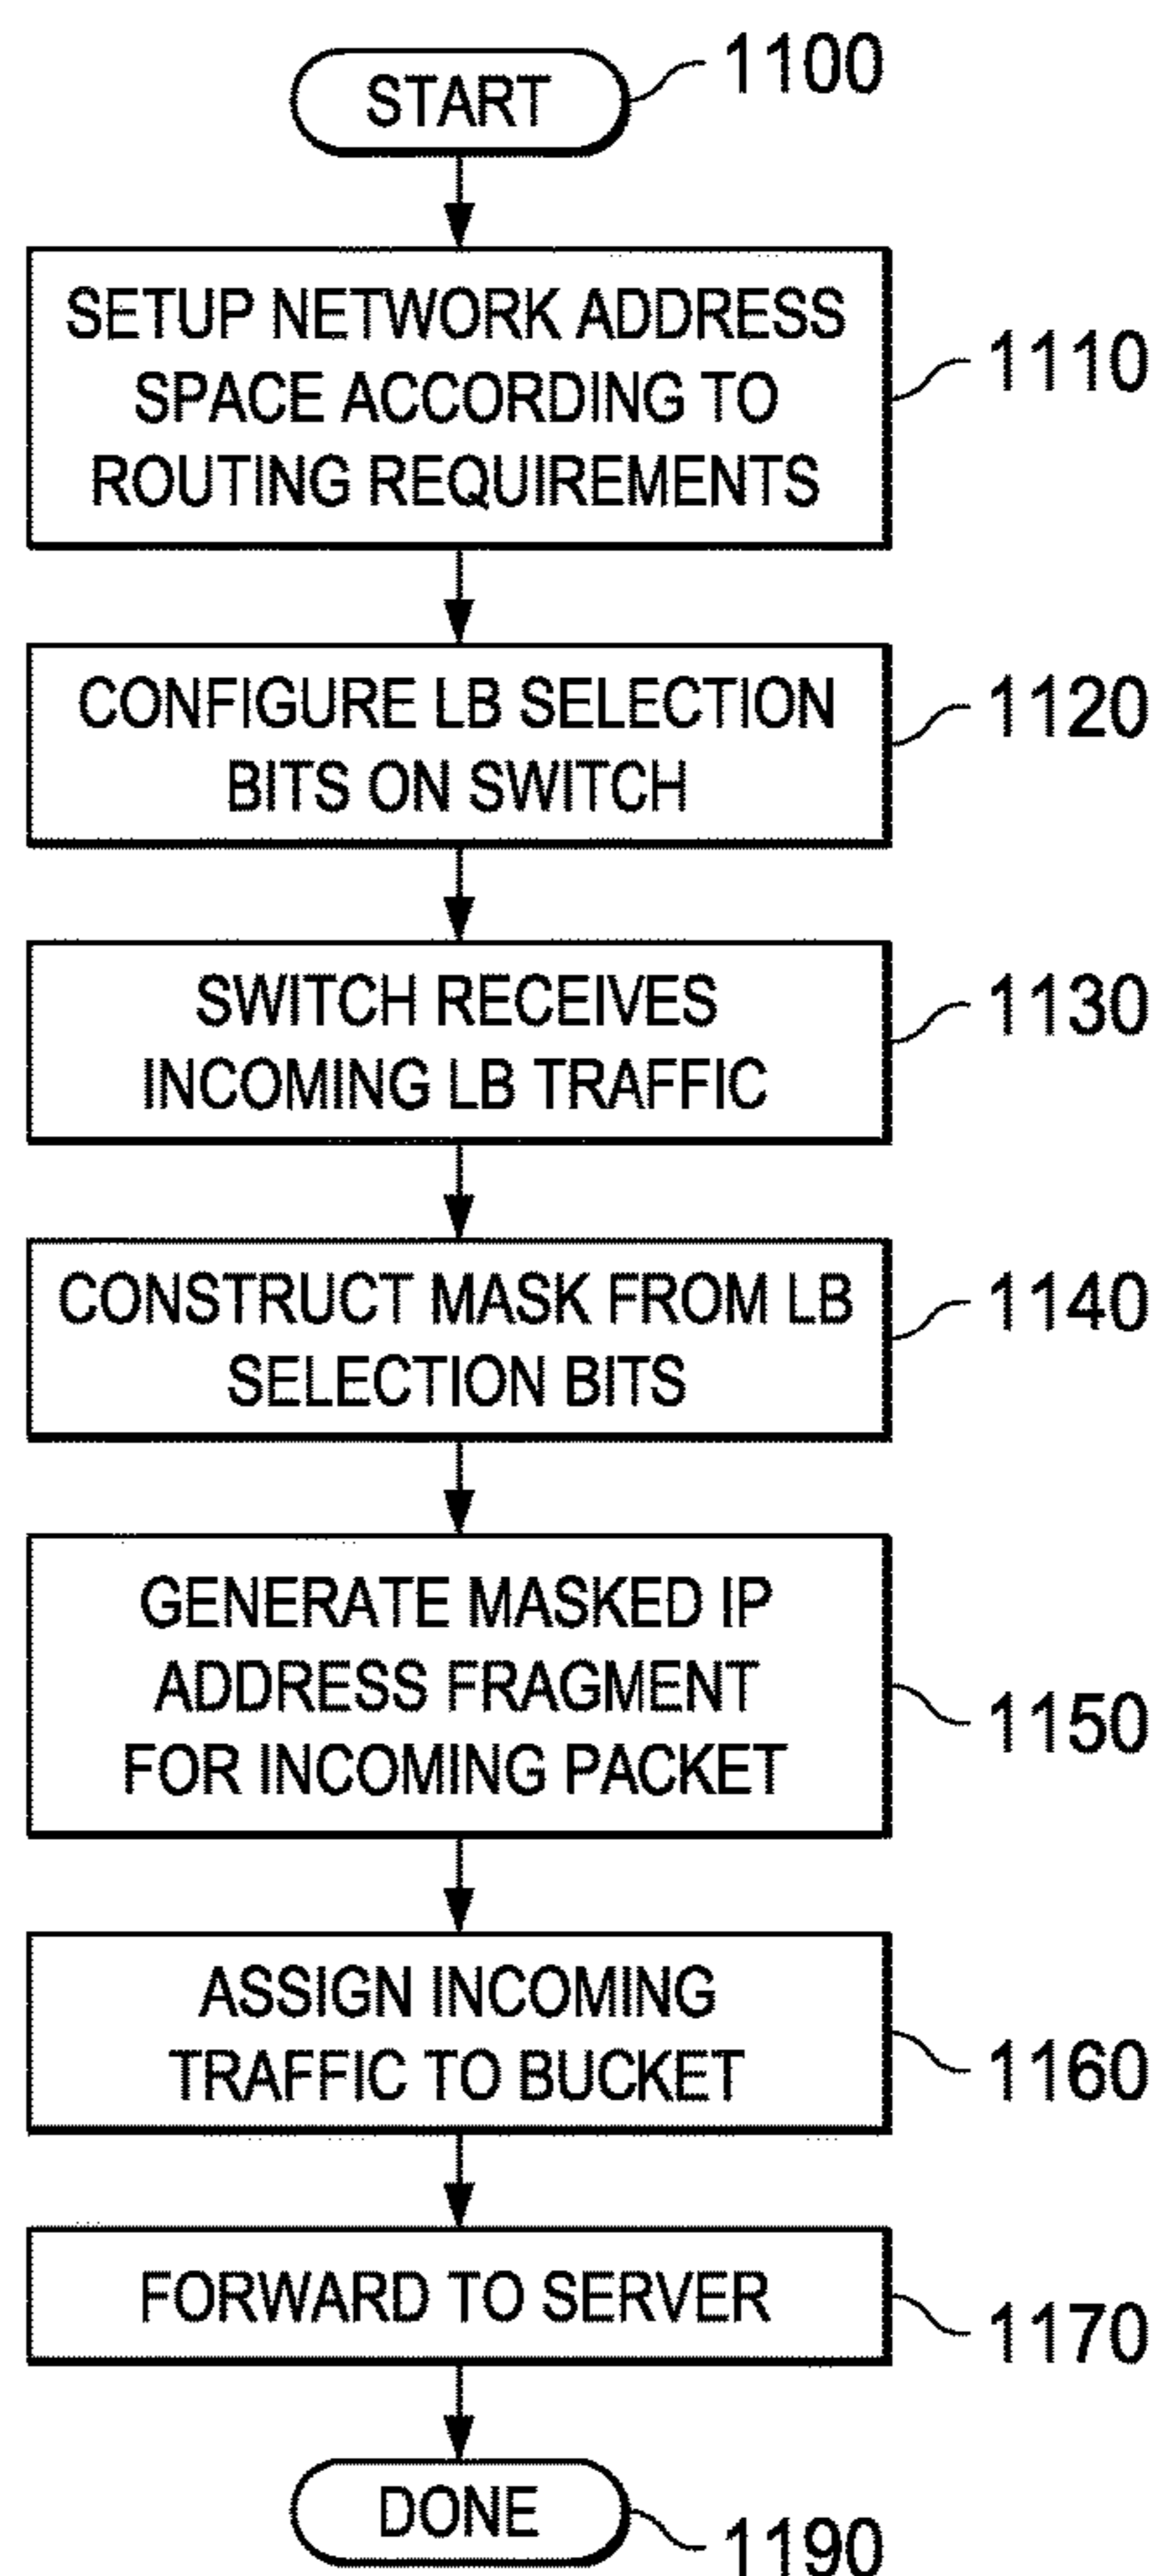 START
1100
SETUP NETWORK ADDRESS
SPACE ACCORDING TO
ROUTING REQUIREMENTS
1110
CONFIGURE LB SELECTION
BITS ON SWITCH
1120
SWITCH RECEIVES
INCOMING LB TRAFFIC
1130
CONSTRUCT MASK FROM LB
SELECTION BITS
1140
GENERATE MASKED IP
ADDRESS FRAGMENT
FOR INCOMING PACKET
1150
ASSIGN INCOMING
TRAFFIC TO BUCKET
1160
FORWARD TO SERVER
1170
DONE
1190